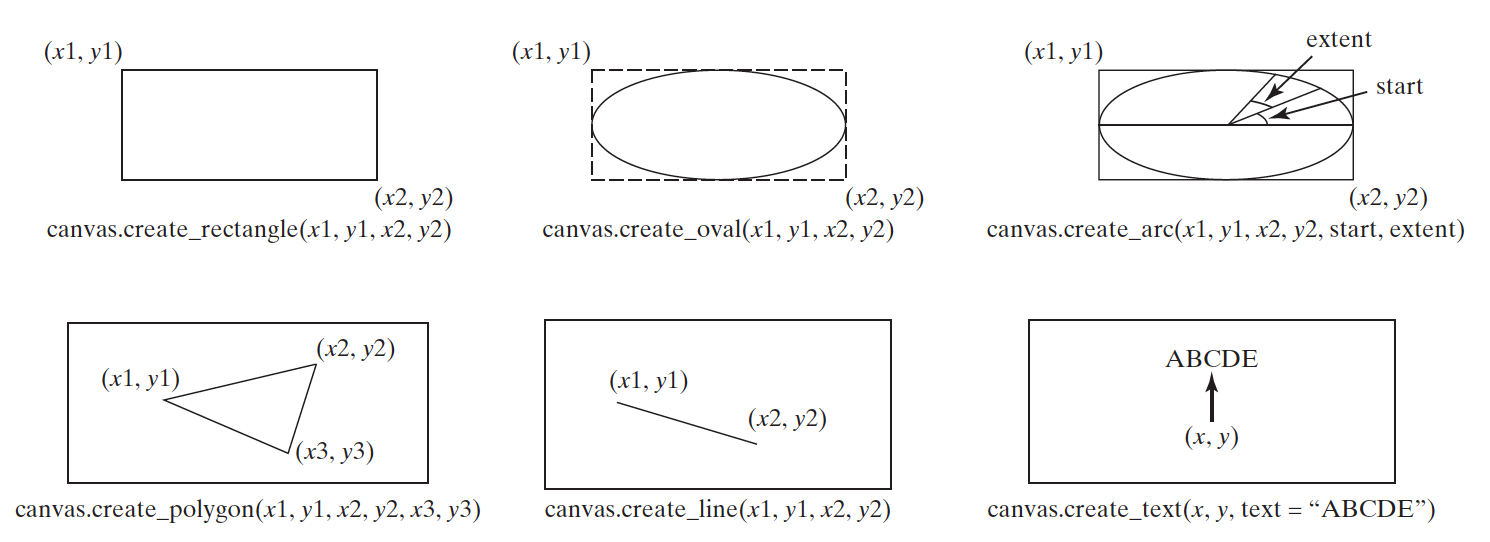 (x1, y1)
(x2, y2)
canvas.create_rectangle(x1, y1, x2, y2)
(x1, y1)
(x2, y2)
canvas.create_oval(x1, y1, x2, y2)
(x1, y1)
extent
start
(x2, y2)
canvas.create_arc(x1, y1, x2, y2, start, extent)
(x1, y1)
(x2, y2)
(x3, y3)
canvas.create_polygon(x1, y1, x2, y2, x3, y3)
(x1, y1)
(x2, y2)
canvas.create_line(x1, y1, x2, y2)
ABCDE
(x, y)
canvas.create_text(x, y, text = “ABCDE”)